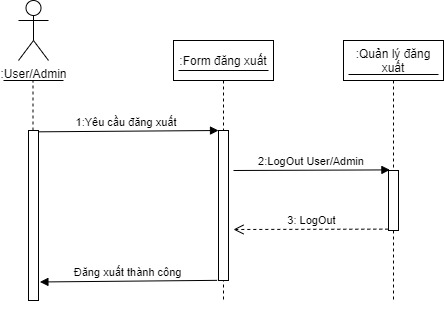 :User/Admin
:Form đăng xuất
:Quản lý đăng
xuất
1:Yêu cầu đăng xuất
2:LogOut User/Admin
3: LogOut
Đăng xuất thành công